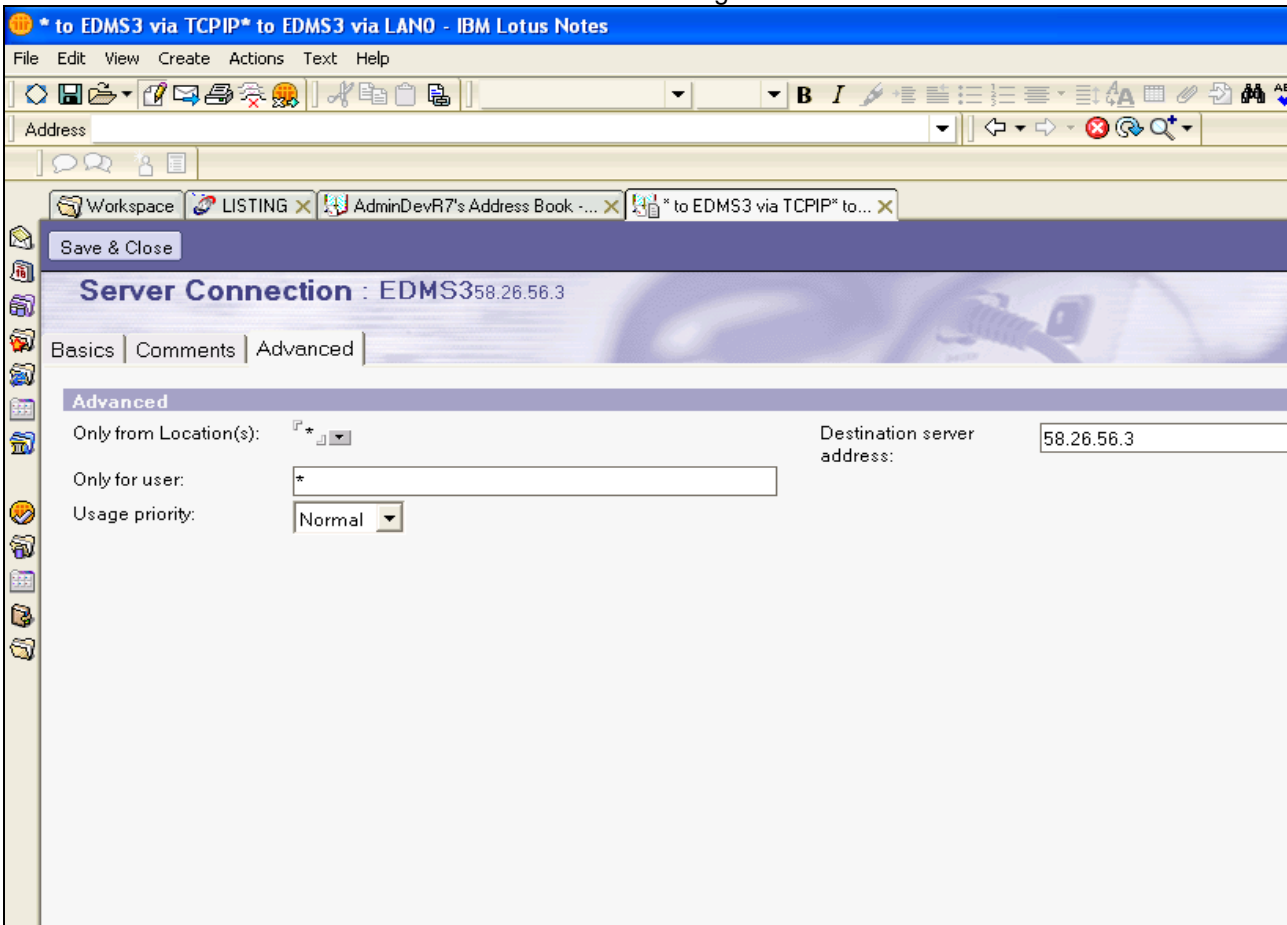 * to EDMS3 via TCPIP* to EDMS3 via LAN0 - IBM Lotus Notes
File Edit View Create Actions Text Help
B I
Address
Workspace LISTING AdminDevR7's Address Book -... * to EDMS3 via TCPIP* to...
Save & Close
Server Connection : EDMS358.26.56.3
Basics Comments Advanced
Advanced
Only from Location(s): * Destination server address: 58.26.56.3
Only for user: *
Usage priority: Normal